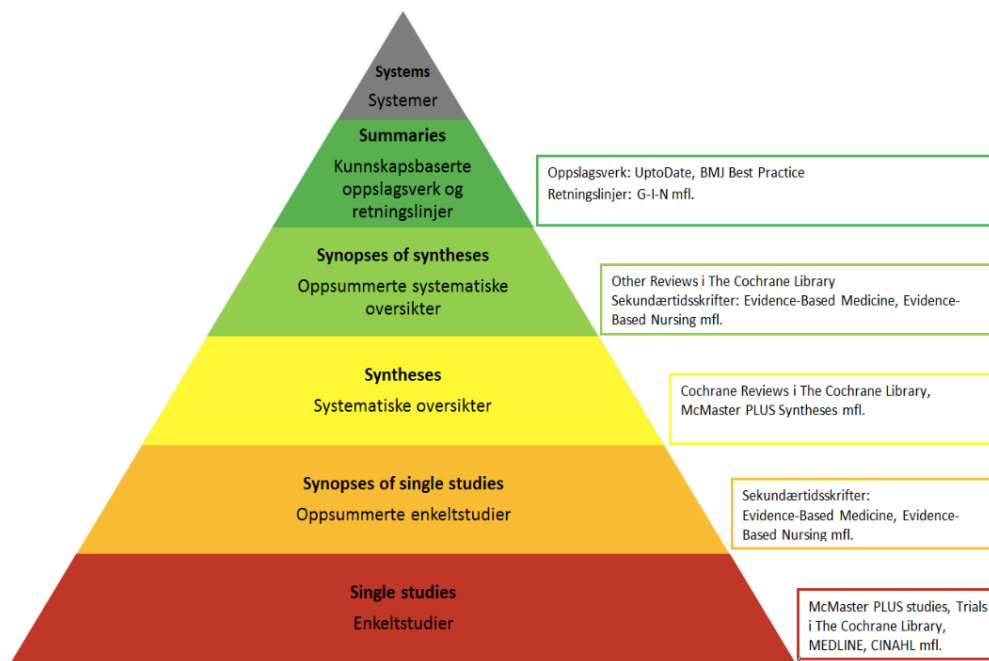 Systems
Systemer
Summaries
Kunnskapsbaserte
oppslagsverk og
retningslinjer
Oppslagsverk: UptoDate, BMJ Best Practice
Retningslinjer: G-I-N mfl.
Synopses of syntheses
Oppsummerte systematiske
oversikter
Other Reviews i The Cochrane Library
Sekundærtidsskrifter: Evidence-Based Medicine, Evidence-
Based Nursing mfl.
Syntheses
Systematiske oversikter
Cochrane Reviews i The Cochrane Library,
McMaster PLUS Syntheses mfl.
Synopses of single studies
Oppsummerte enkeltstudier
Sekundærtidsskrifter:
Evidence-Based Medicine, Evidence-
Based Nursing mfl.
Single studies
Enkeltstudier
McMaster PLUS studies, Trials
i The Cochrane Library,
MEDLINE, CINAHL mfl.